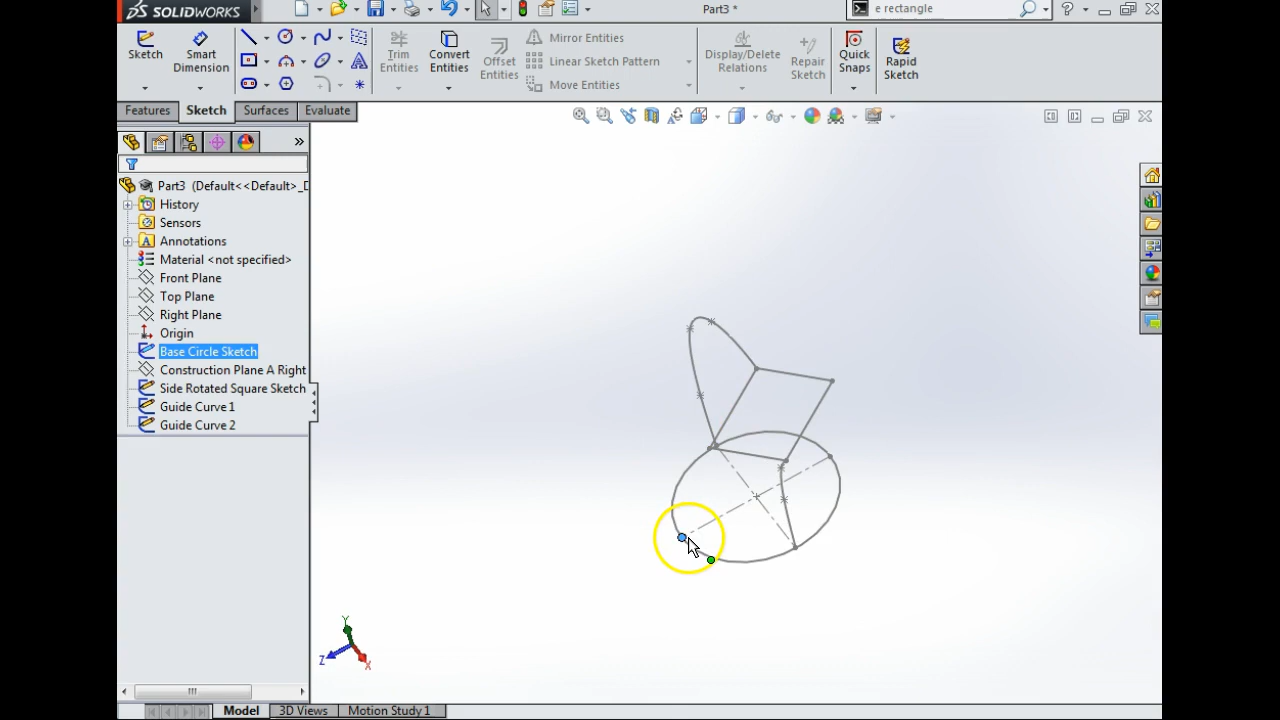 SOLIDWORKS
Part3 *
e rectangle
Sketch
Smart Dimension
Trim Entities
Convert Entities
Offset Entities
Mirror Entities
Linear Sketch Pattern
Move Entities
Display/Delete Relations
Repair Sketch
Quick Snaps
Rapid Sketch
Features
Sketch
Surfaces
Evaluate
Part3 (Default<<Default>_D
History
Sensors
Annotations
Material <not specified>
Front Plane
Top Plane
Right Plane
Origin
Base Circle Sketch
Construction Plane A Right
Side Rotated Square Sketch
Guide Curve 1
Guide Curve 2
Y
Z
X
Model
3D Views
Motion Study 1